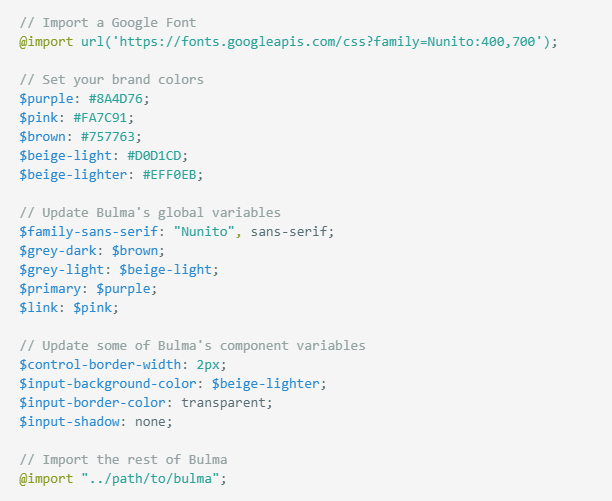 // Import a Google Font
@import url('https://fonts.googleapis.com/css?family=Nunito:400,700');
// Set your brand colors
$purple: #8A4D76;
$pink: #FA7C91;
$brown: #757763;
$beige-light: #D0D1CD;
$beige-lighter: #EFF0EB;
// Update Bulma's global variables
$family-sans-serif: "Nunito", sans-serif;
$grey-dark: $brown;
$grey-light: $beige-light;
$primary: $purple;
$link: $pink;
// Update some of Bulma's component variables
$control-border-width: 2px;
$input-background-color: $beige-lighter;
$input-border-color: transparent;
$input-shadow: none;
// Import the rest of Bulma
@import "../path/to/bulma";